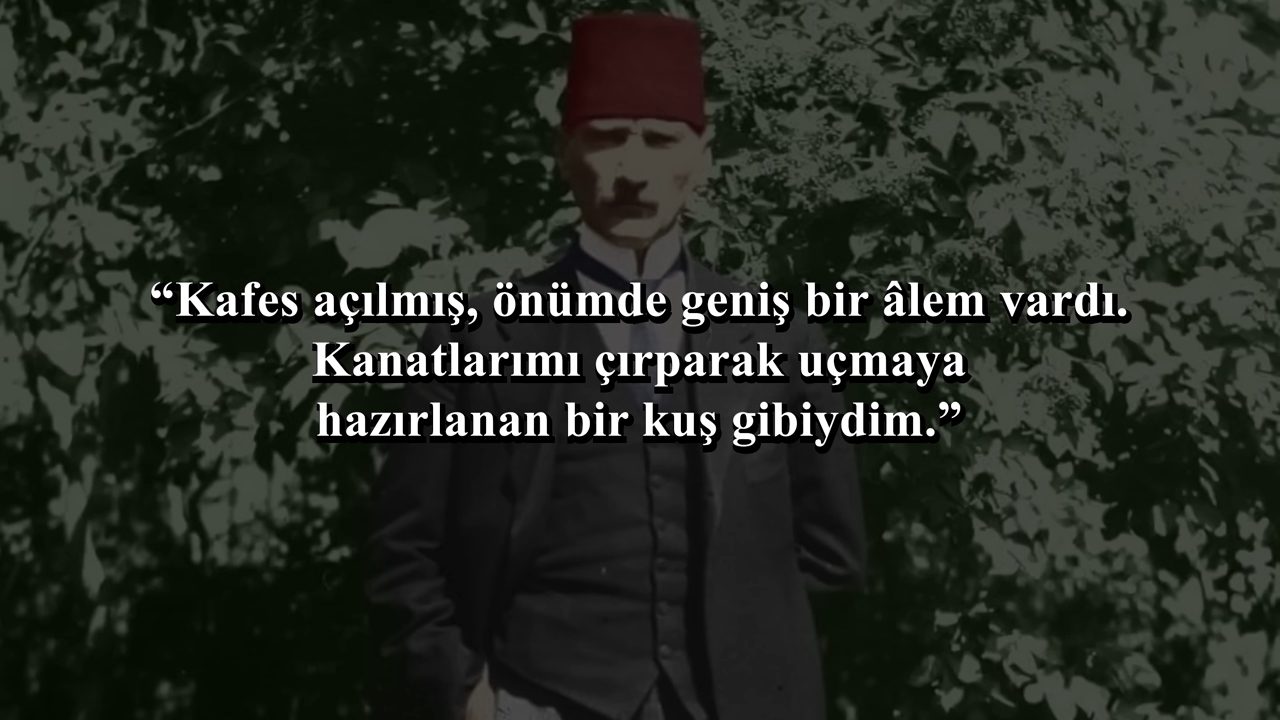 “Kafes açılmış, önümde geniş bir âlem vardı.
Kanatlarımı çırparak uçmaya
hazırlanan bir kuş gibiydim.”